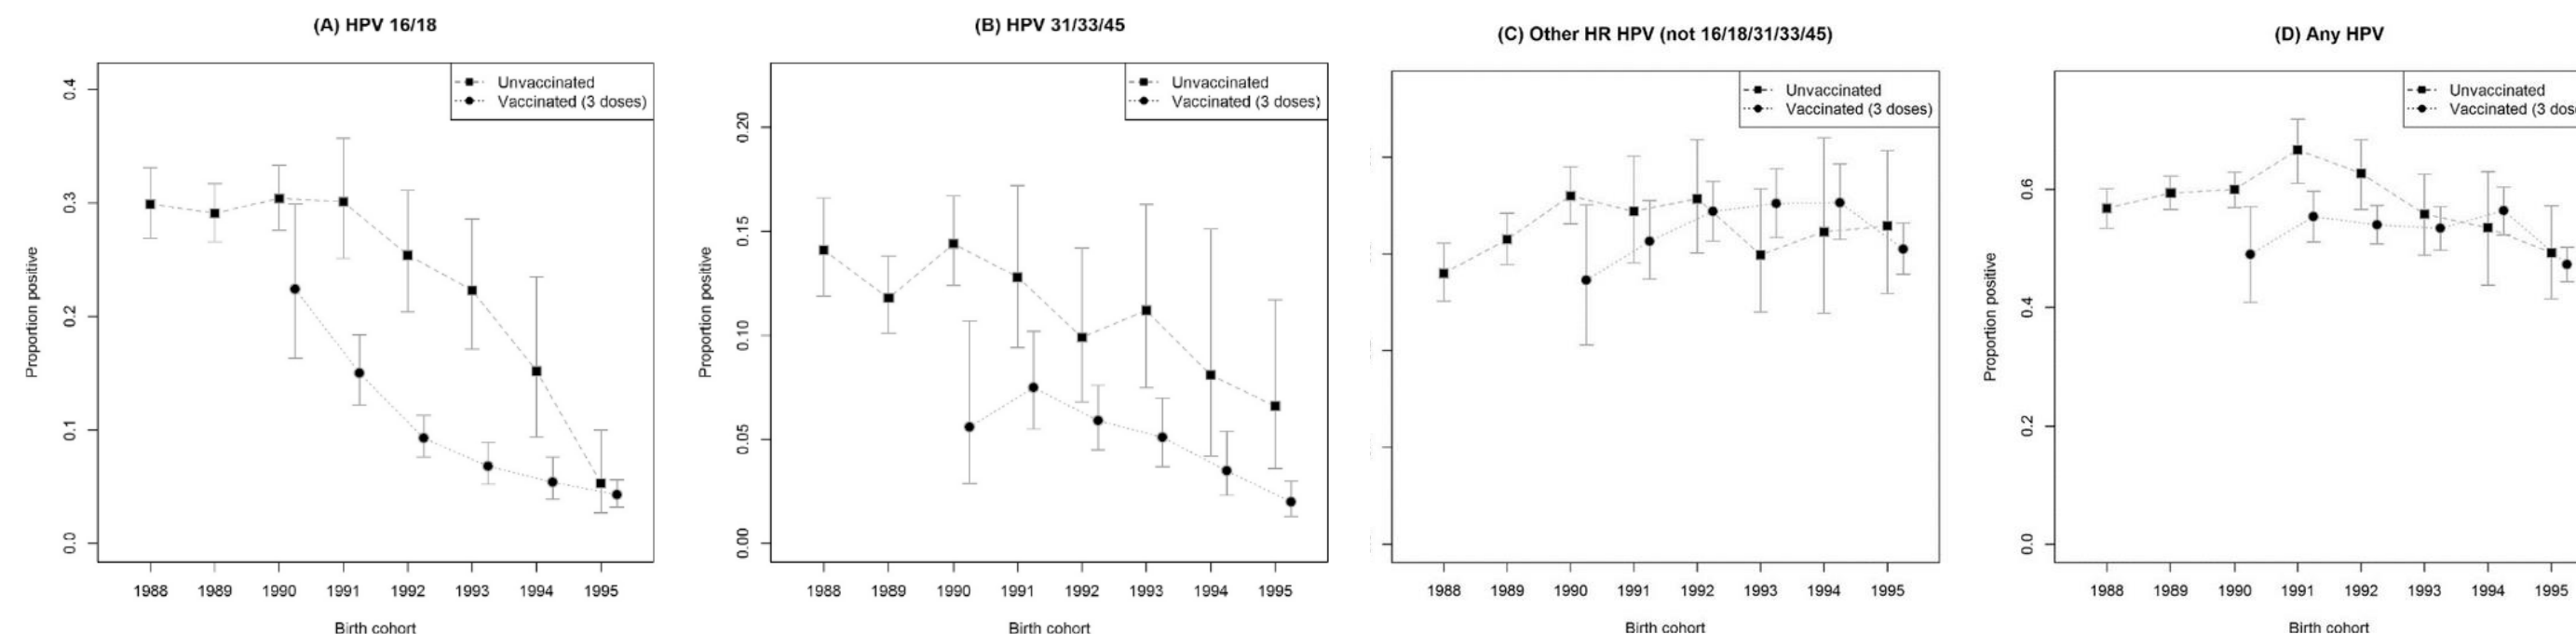 (A) HPV 16/18
Unvaccinated
Vaccinated (3 doses)
0.4
0.3
0.2
0.1
0.0
Proportion positive
1988 1989 1990 1991 1992 1993 1994 1995
Birth cohort
(B) HPV 31/33/45
Unvaccinated
Vaccinated (3 doses)
0.20
0.15
0.10
0.05
0.00
Proportion positive
1988 1989 1990 1991 1992 1993 1994 1995
Birth cohort
(C) Other HR HPV (not 16/18/31/33/45)
Unvaccinated
Vaccinated (3 doses)
1988 1989 1990 1991 1992 1993 1994 1995
Birth cohort
(D) Any HPV
Unvaccinated
Vaccinated (3
0.6
0.4
0.2
0.0
Proportion positive
1988 1989 1990 1991 1992 1993 1994 1995
Birth cohort